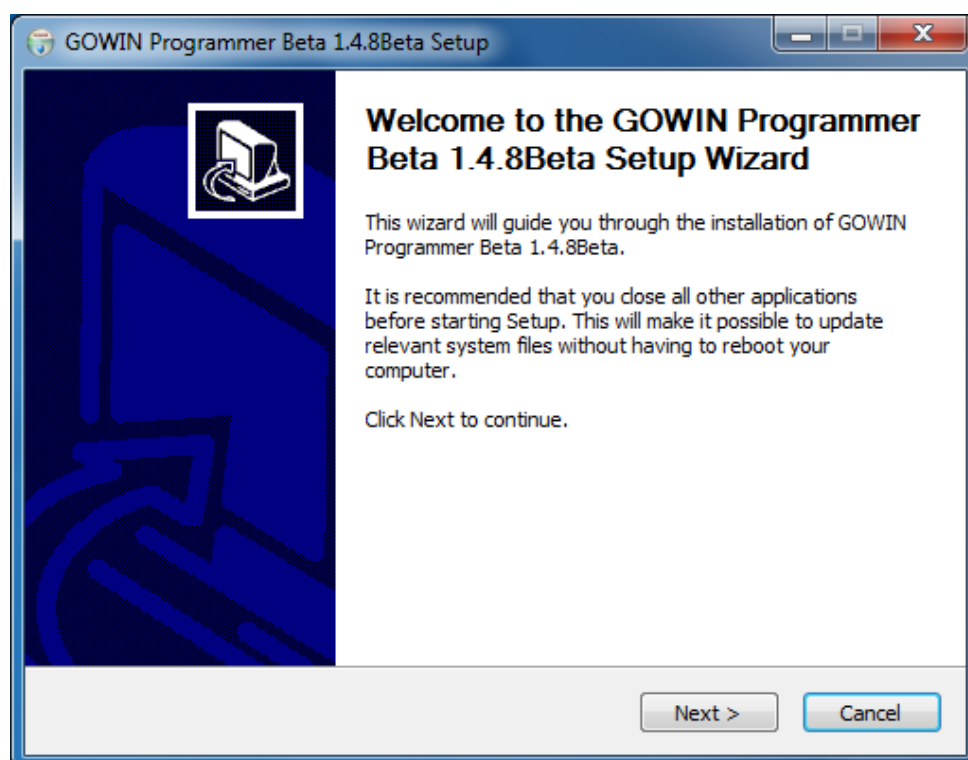 GOWIN Programmer Beta 1.4.8Beta Setup
Welcome to the GOWIN Programmer
Beta 1.4.8Beta Setup Wizard
This wizard will guide you through the installation of GOWIN
Programmer Beta 1.4.8Beta.
It is recommended that you close all other applications
before starting Setup. This will make it possible to update
relevant system files without having to reboot your
computer.
Click Next to continue.
Next >
Cancel